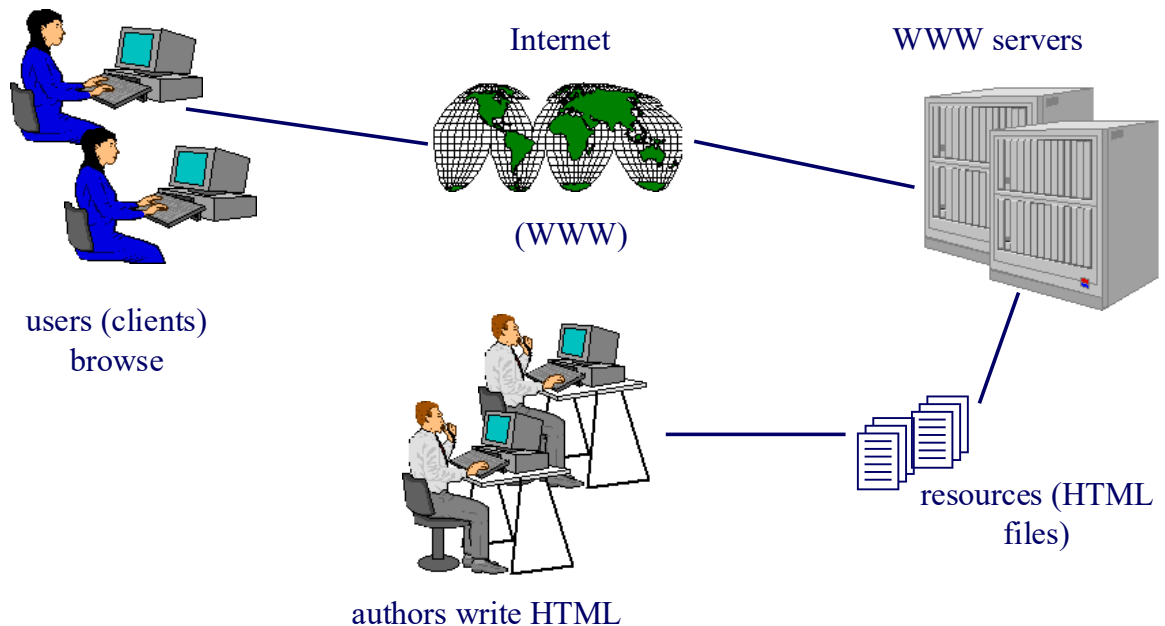 Internet
WWW servers
(WWW)
users (clients)
browse
resources (HTML
files)
authors write HTML